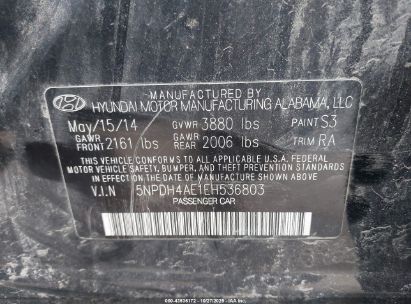 MANUFACTURED BY
HYUNDAI MOTOR MANUFACTURING ALABAMA, LLC
May/15/14 GVWR 3880 lbs PAINT S3
GAWR FRONT 2161 lbs GAWR REAR 2006 lbs TRIM RA
THIS VEHICLE CONFORMS TO ALL APPLICABLE U.S.A. FEDERAL
MOTOR VEHICLE SAFETY, BUMPER, AND THEFT PREVENTION
STANDARDS IN EFFECT ON THE DATE OF MANUFACTURE SHOWN ABOVE.
V.I.N 5NPDH4AE1EH536803
PASSENGER CAR